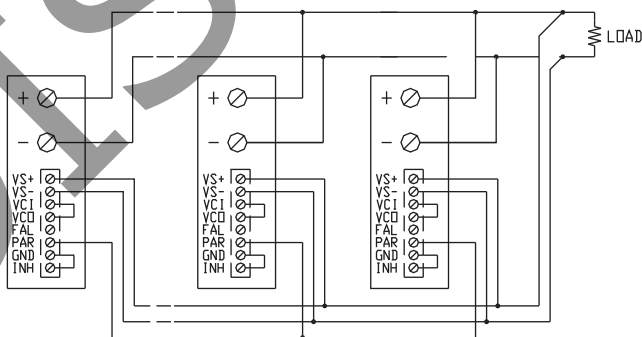 LOAD
+
-
VS+
VS-
VCI
VCO
FAL
PAR
GND
INH
+
-
VS+
VS-
VCI
VCO
FAL
PAR
GND
INH
+
-
VS+
VS-
VCI
VCO
FAL
PAR
GND
INH